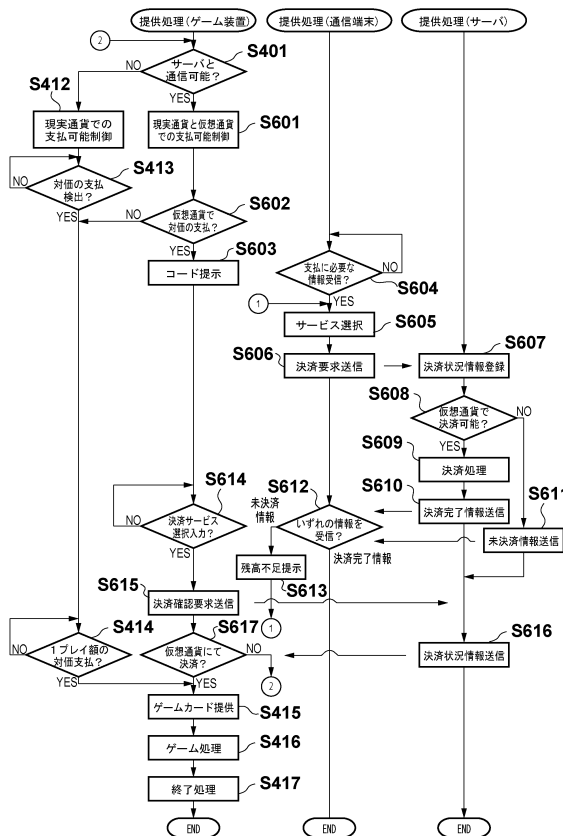 提供処理(ゲーム装置)
提供処理(通信端末)
提供処理(サーバ)
2
S401
サーバと
通信可能?
NO
YES
S412
現実通貨での
支払可能制御
S601
現実通貨と仮想通貨
での支払可能制御
S413
対価の支払
検出?
NO
YES
S602
仮想通貨で
対価の支払?
NO
YES
S603
コード提示
支払に必要な
情報受信?
NO
S604
YES
1
サービス選択
S605
S606
決済要求送信
S607
決済状況情報登録
S608
仮想通貨で
決済可能?
NO
YES
S609
決済処理
S610
決済完了情報送信
S611
未決済情報送信
S612
いずれの情報を
受信?
未決済
情報
決済完了情報
残高不足提示
S613
1
S614
決済サービス
選択入力?
NO
YES
S615
決済確認要求送信
S616
決済状況情報送信
S414
1プレイ額の
対価支払?
NO
YES
S617
仮想通貨にて
決済?
NO
2
YES
ゲームカード提供
S415
ゲーム処理
S416
終了処理
S417
END
END
END